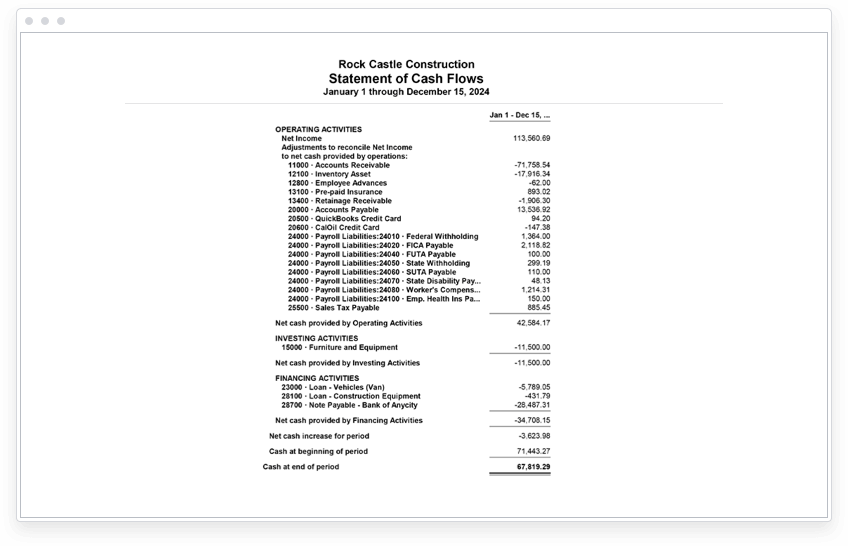 Rock Castle Construction
Statement of Cash Flows
January 1 through December 15, 2024
Jan 1 - Dec 15, ...
OPERATING ACTIVITIES
Net Income 113,560.69
Adjustments to reconcile Net Income
to net cash provided by operations:
11000 · Accounts Receivable -71,758.54
12100 · Inventory Asset -17,916.34
12800 · Employee Advances -62.00
13100 · Pre-paid Insurance 893.02
13400 · Retainage Receivable -1,906.30
20000 · Accounts Payable 13,536.92
20500 · QuickBooks Credit Card 94.20
20600 · CalOil Credit Card -147.38
24000 · Payroll Liabilities:24010 · Federal Withholding 1,364.00
24000 · Payroll Liabilities:24020 · FICA Payable 2,118.82
24000 · Payroll Liabilities:24040 · FUTA Payable 100.00
24000 · Payroll Liabilities:24050 · State Withholding 299.19
24000 · Payroll Liabilities:24060 · SUTA Payable 110.00
24000 · Payroll Liabilities:24070 · State Disability Pay... 48.13
24000 · Payroll Liabilities:24080 · Worker's Compens... 1,214.31
24000 · Payroll Liabilities:24100 · Emp. Health Ins Pa... 150.00
25500 · Sales Tax Payable 885.45
Net cash provided by Operating Activities 42,584.17
INVESTING ACTIVITIES
15000 · Furniture and Equipment -11,500.00
Net cash provided by Investing Activities -11,500.00
FINANCING ACTIVITIES
23000 · Loan - Vehicles (Van) -5,789.05
28100 · Loan - Construction Equipment -431.79
28700 · Note Payable - Bank of Anycity -28,487.31
Net cash provided by Financing Activities -34,708.15
Net cash increase for period -3,623.98
Cash at beginning of period 71,443.27
Cash at end of period 67,819.29